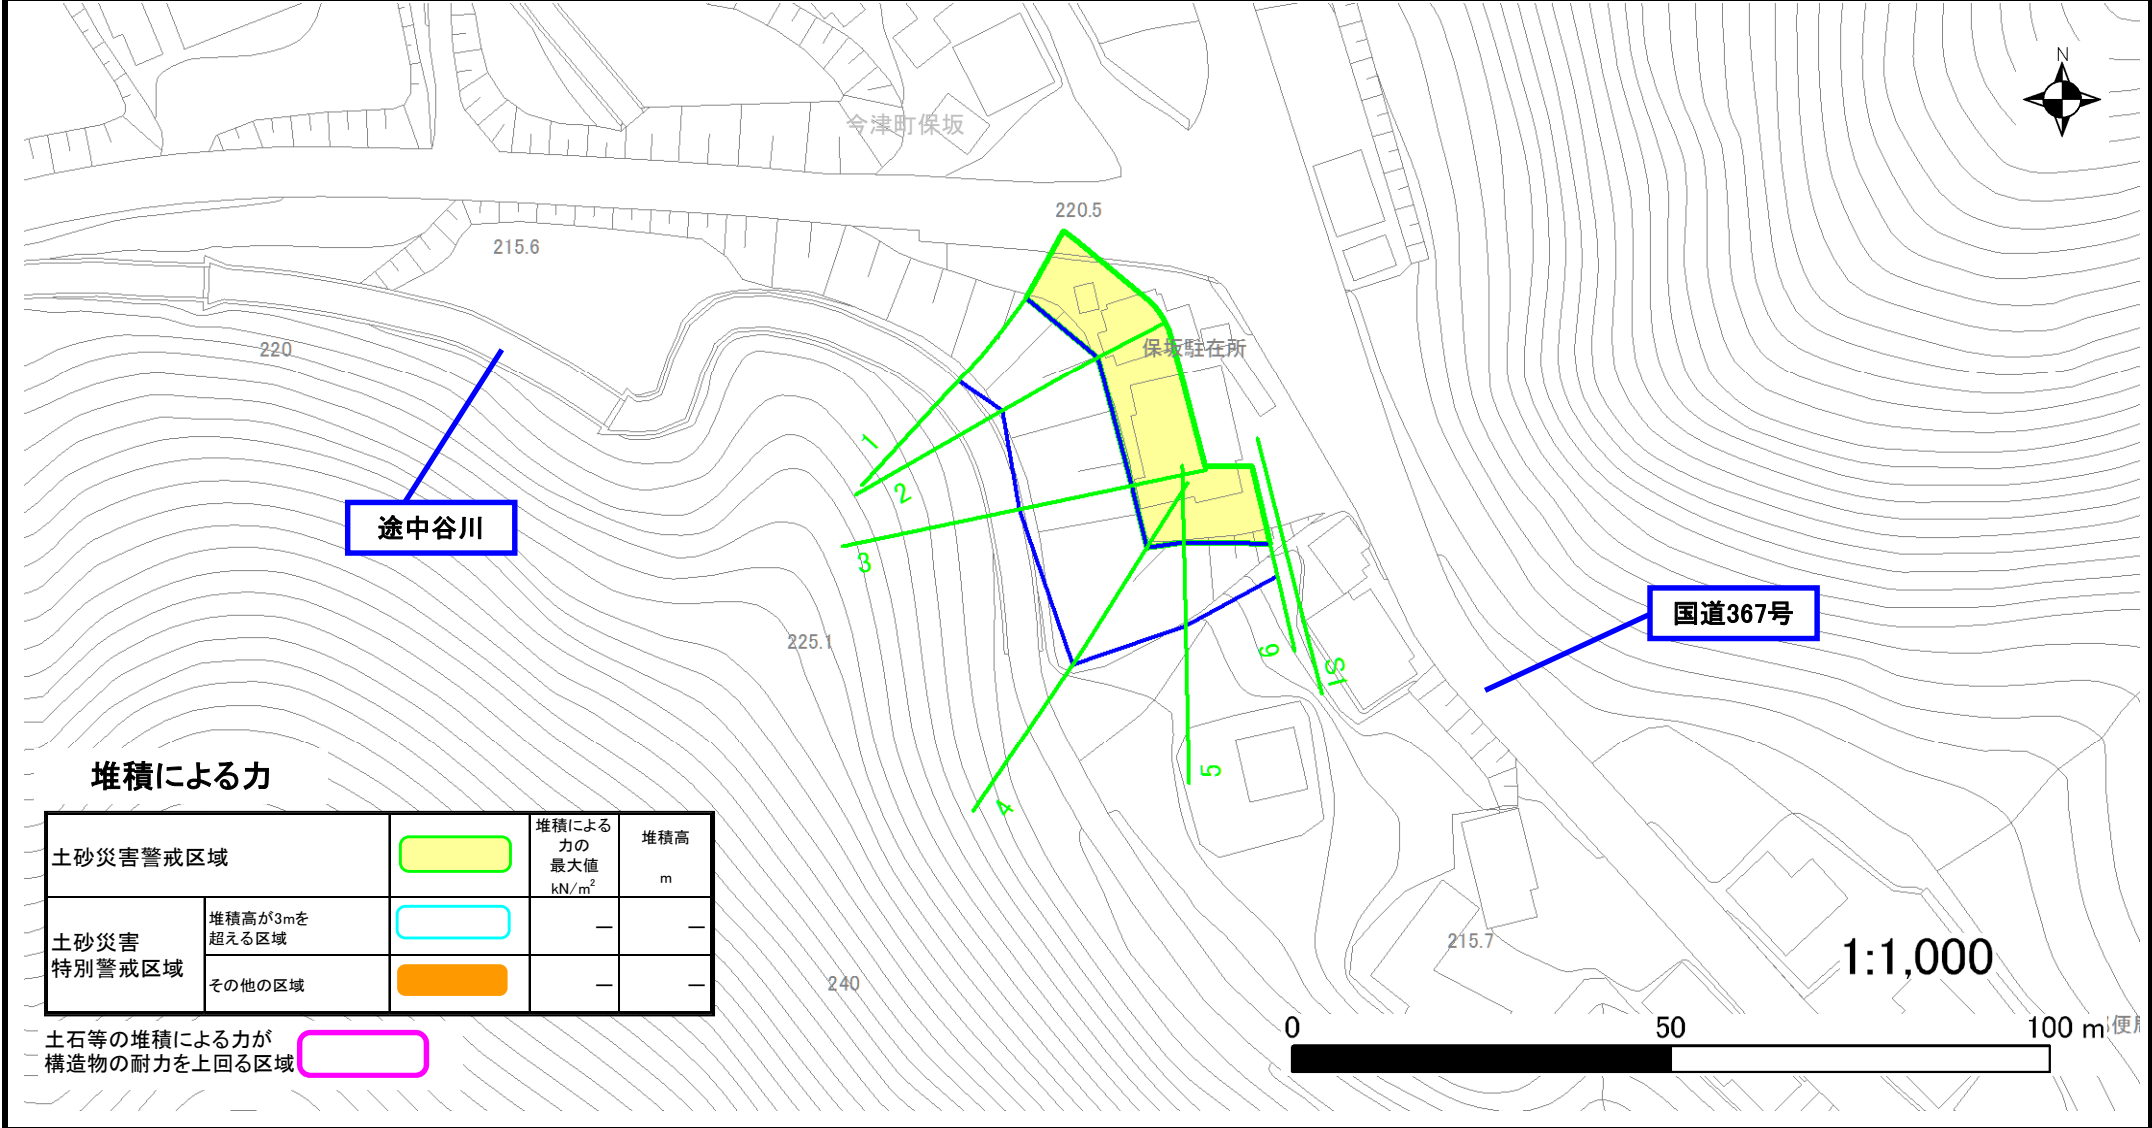 N
今津町保坂
220.5
215.6
220
保坂駐在所
1
2
3
途中谷川
国道367号
225.1
6
S1
5
4
堆積による力
土砂災害警戒区域
堆積による
力の
最大値
kN/m²
堆積高
m
土砂災害
特別警戒区域
堆積高が3mを
超える区域
－
－
その他の区域
－
－
土石等の堆積による力が
構造物の耐力を上回る区域
240
215.7
1:1,000
0
50
100 m
便